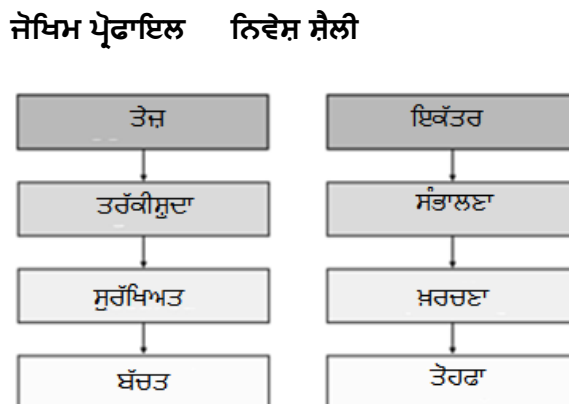 ਜੋਖਿਮ ਪ੍ਰੋਫਾਇਲ ਨਿਵੇਸ਼ ਸ਼ੈਲੀ
ਤੇਜ਼ ਇਕੱਤਰ
ਤਰੱਕੀਸ਼ੁਦਾ ਸੰਭਾਲਣਾ
ਸੁਰੱਖਿਅਤ ਖ਼ਰਚਣਾ
ਬੱਚਤ ਤੋਹਫਾ